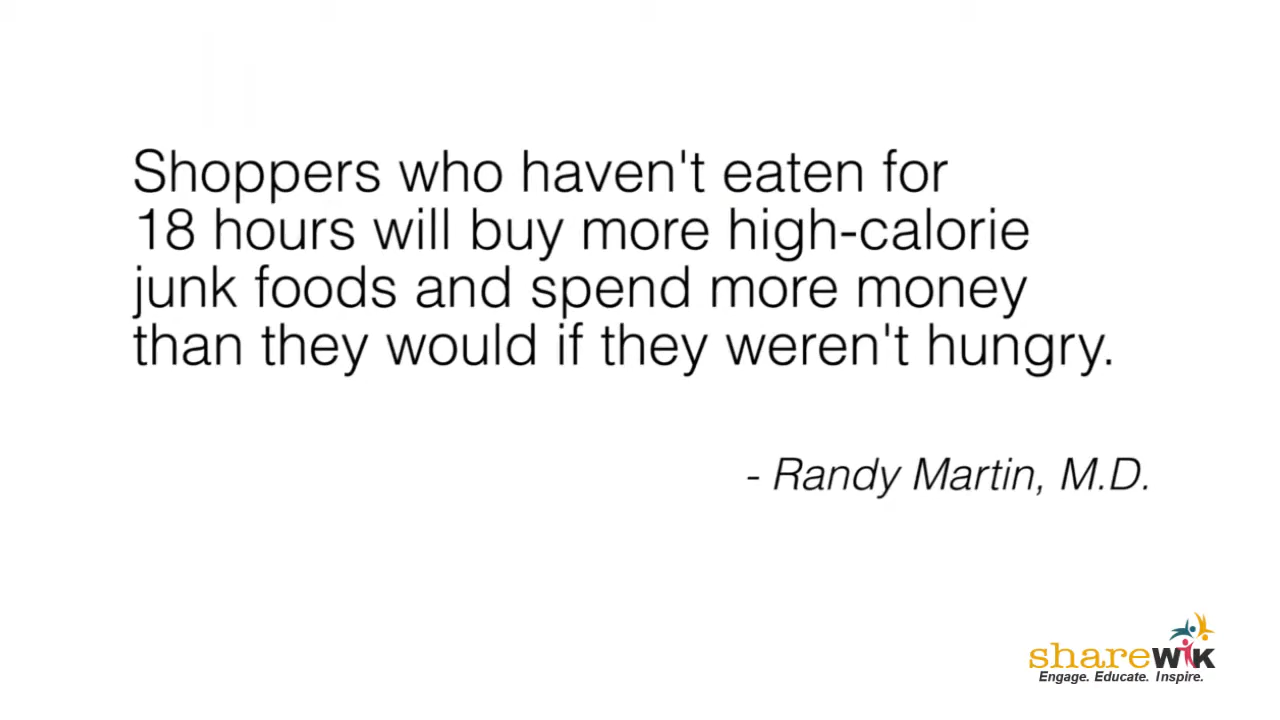 Shoppers who haven't eaten for
18 hours will buy more high-calorie
junk foods and spend more money
than they would if they weren't hungry.
- Randy Martin, M.D.
sharewik
Engage. Educate. Inspire.